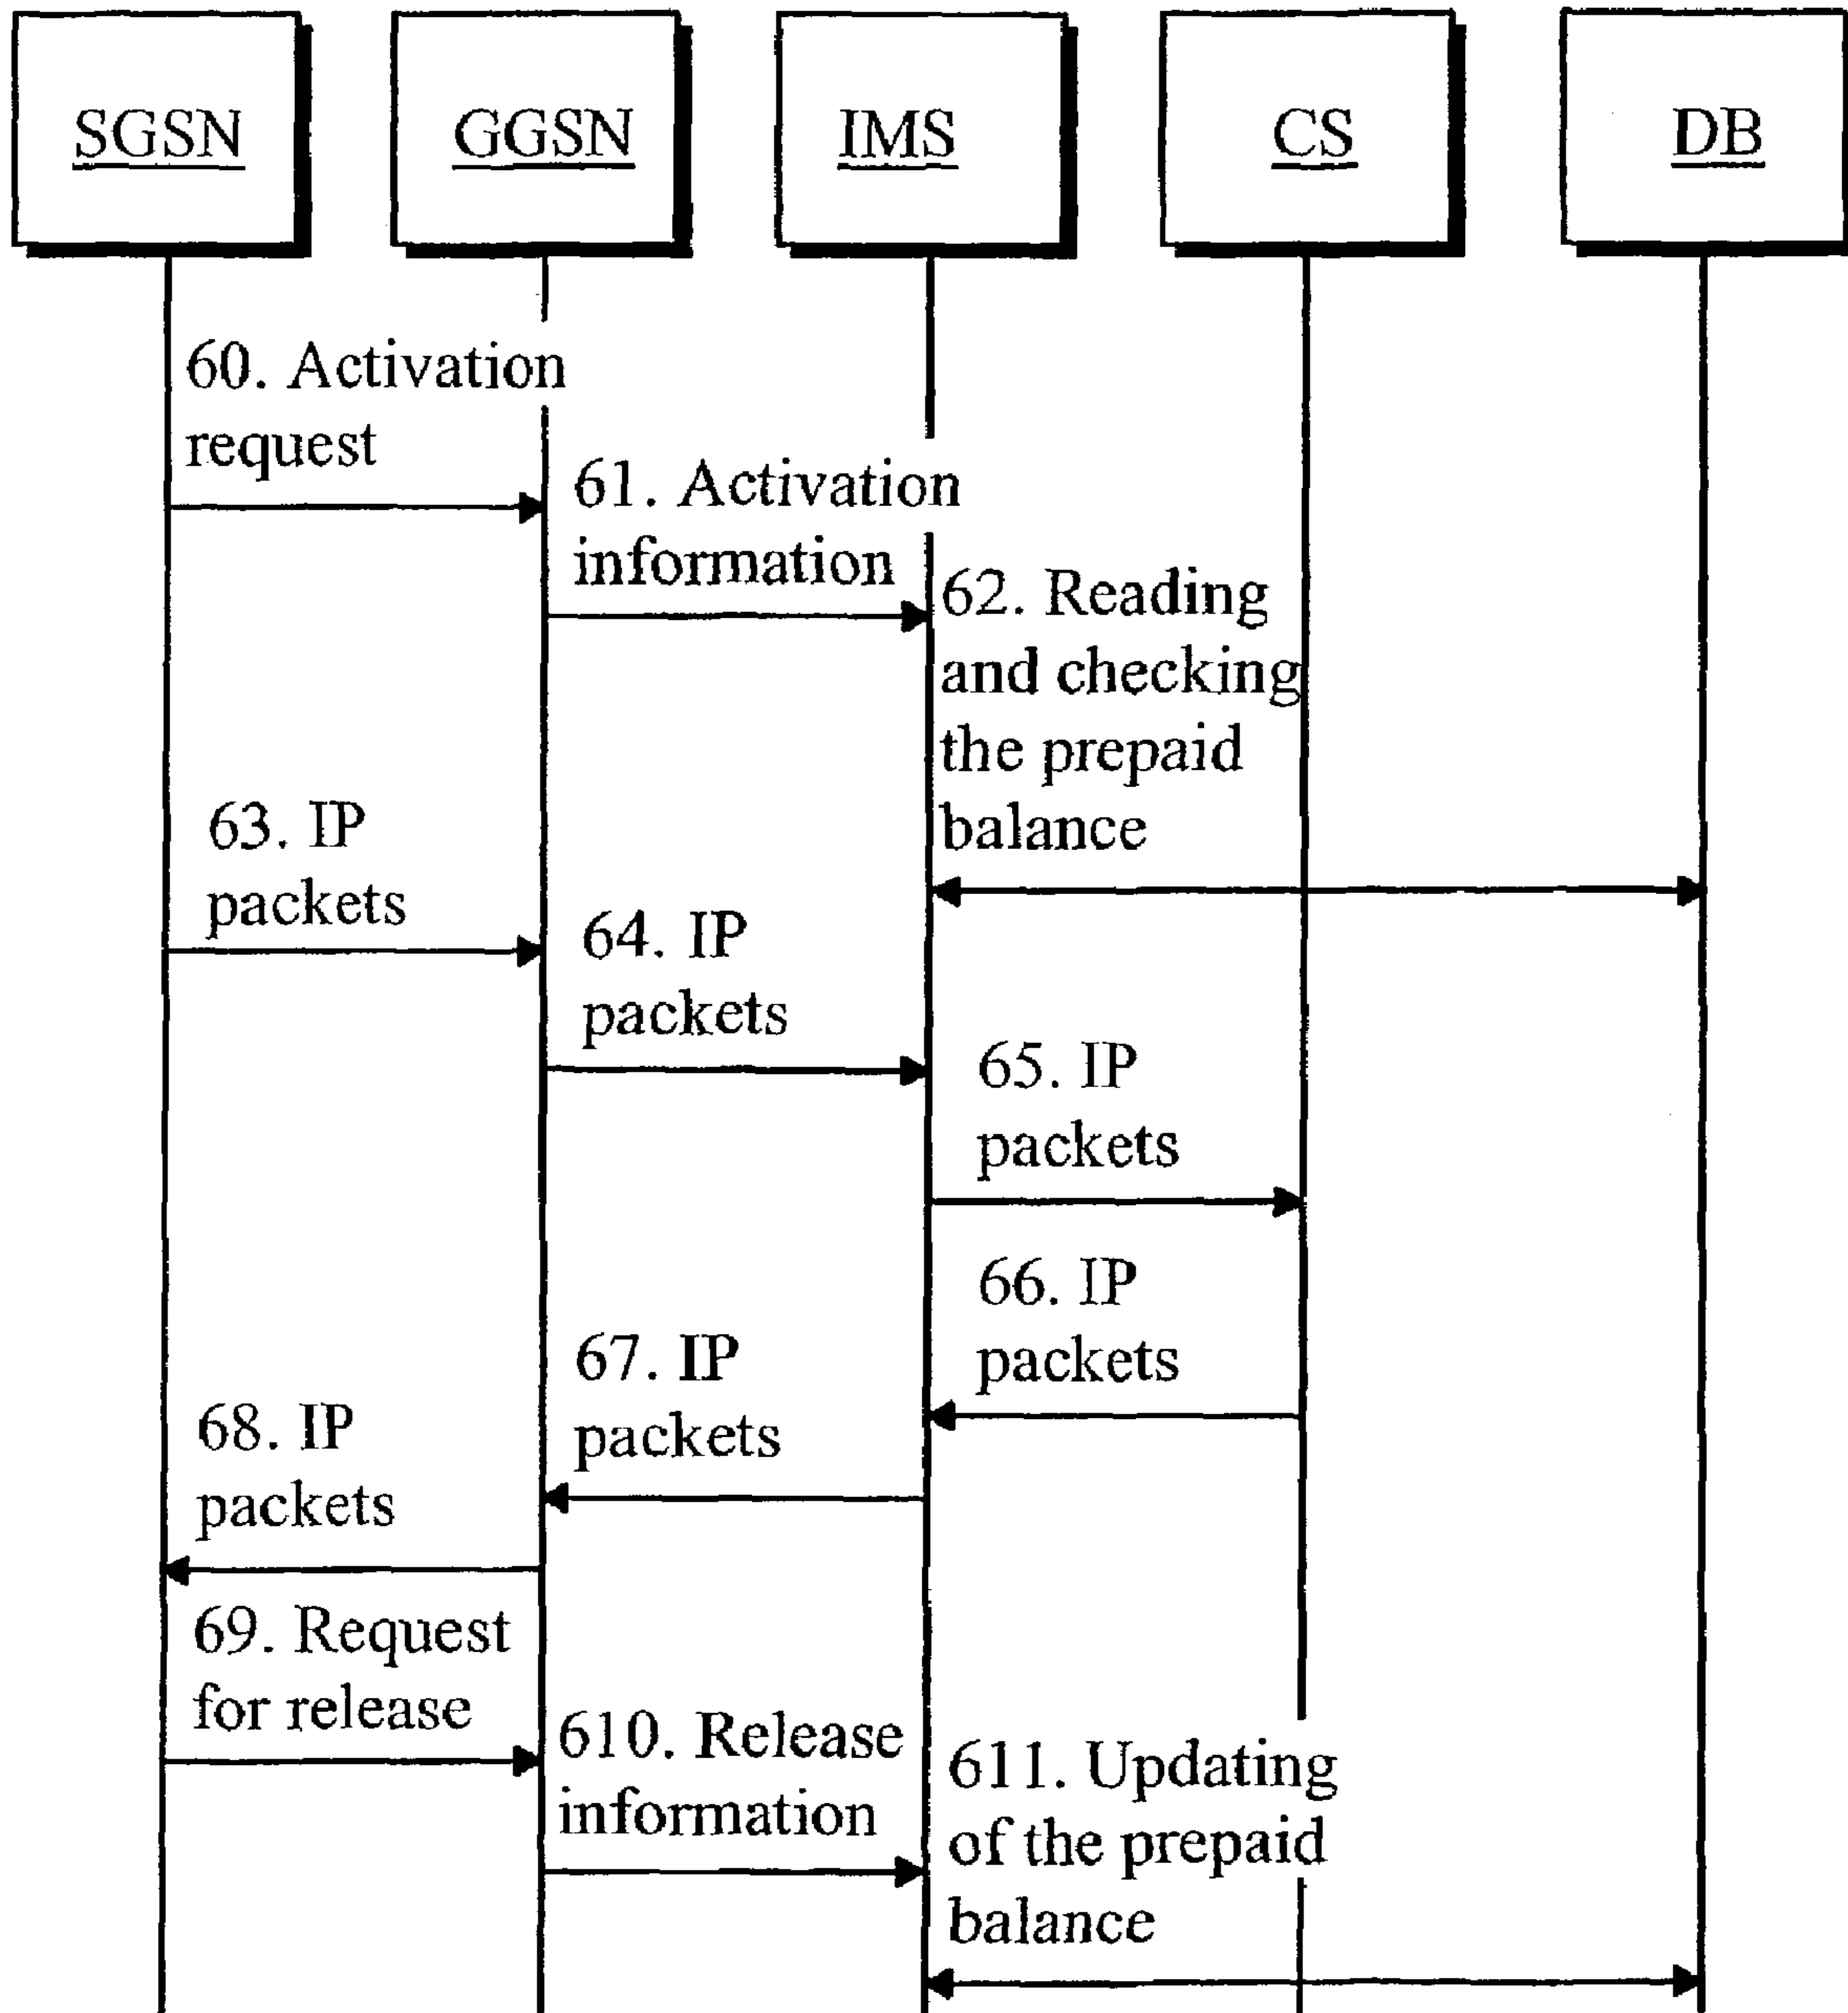 SGSN
GGSN
IMS
CS
DB
60. Activation
request
61. Activation
information
62. Reading
and checking
the prepaid
balance
63. IP
packets
64. IP
packets
65. IP
packets
66. IP
packets
67. IP
packets
68. IP
packets
69. Request
for release
610. Release
information
611. Updating
of the prepaid
balance